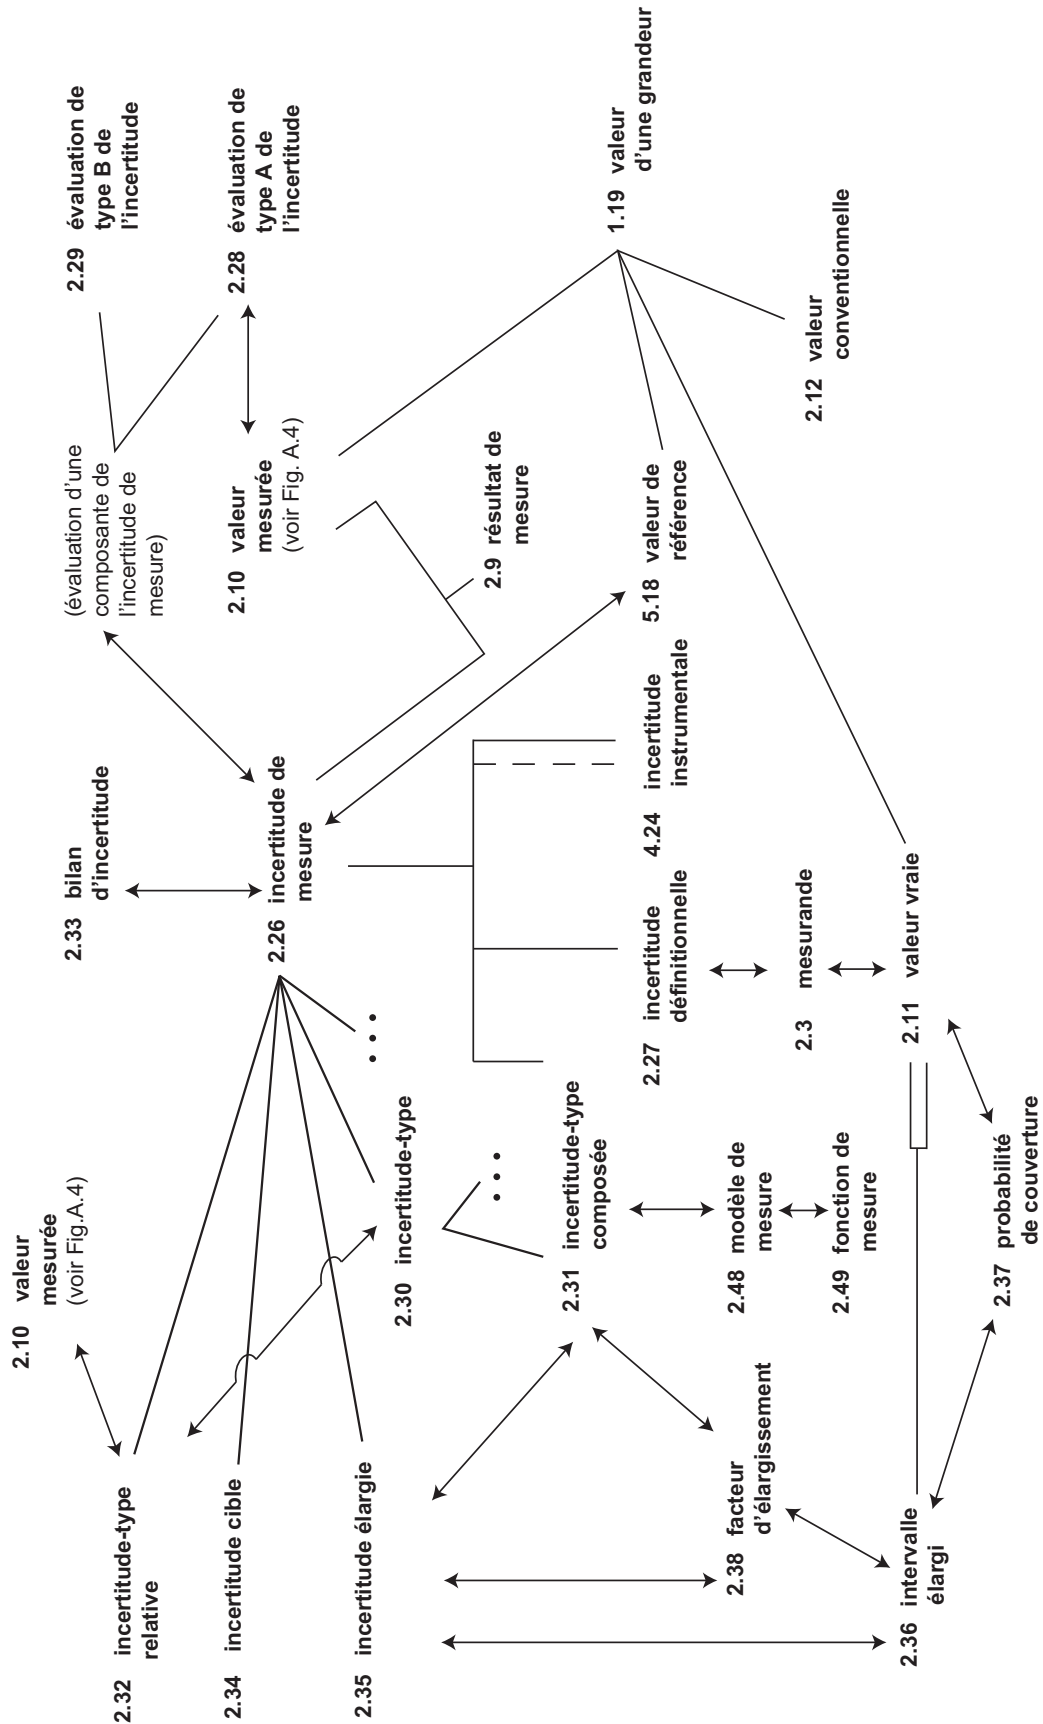 2.10 valeur
mesurée
(voir Fig.A.4)
2.33 bilan
d'incertitude
(évaluation d'une
composante de
l'incertitude de
mesure)
2.29 évaluation de
type B de
l'incertitude
2.32 incertitude-type
relative
2.34 incertitude cible
2.35 incertitude élargie
2.26 incertitude de
mesure
2.10 valeur
mesurée
(voir Fig. A.4)
2.28 évaluation de
type A de
l'incertitude
2.30 incertitude-type
• • •
2.9 résultat de
mesure
• • •
2.31 incertitude-type
composée
2.27 incertitude
définitionnelle
4.24 incertitude
instrumentale
5.18 valeur de
référence
1.19 valeur
d'une grandeur
2.38 facteur
d'élargissement
2.48 modèle de
mesure
2.3 mesurande
2.12 valeur
conventionnelle
2.49 fonction de
mesure
2.36 intervalle
élargi
2.11 valeur vraie
2.37 probabilité
de couverture